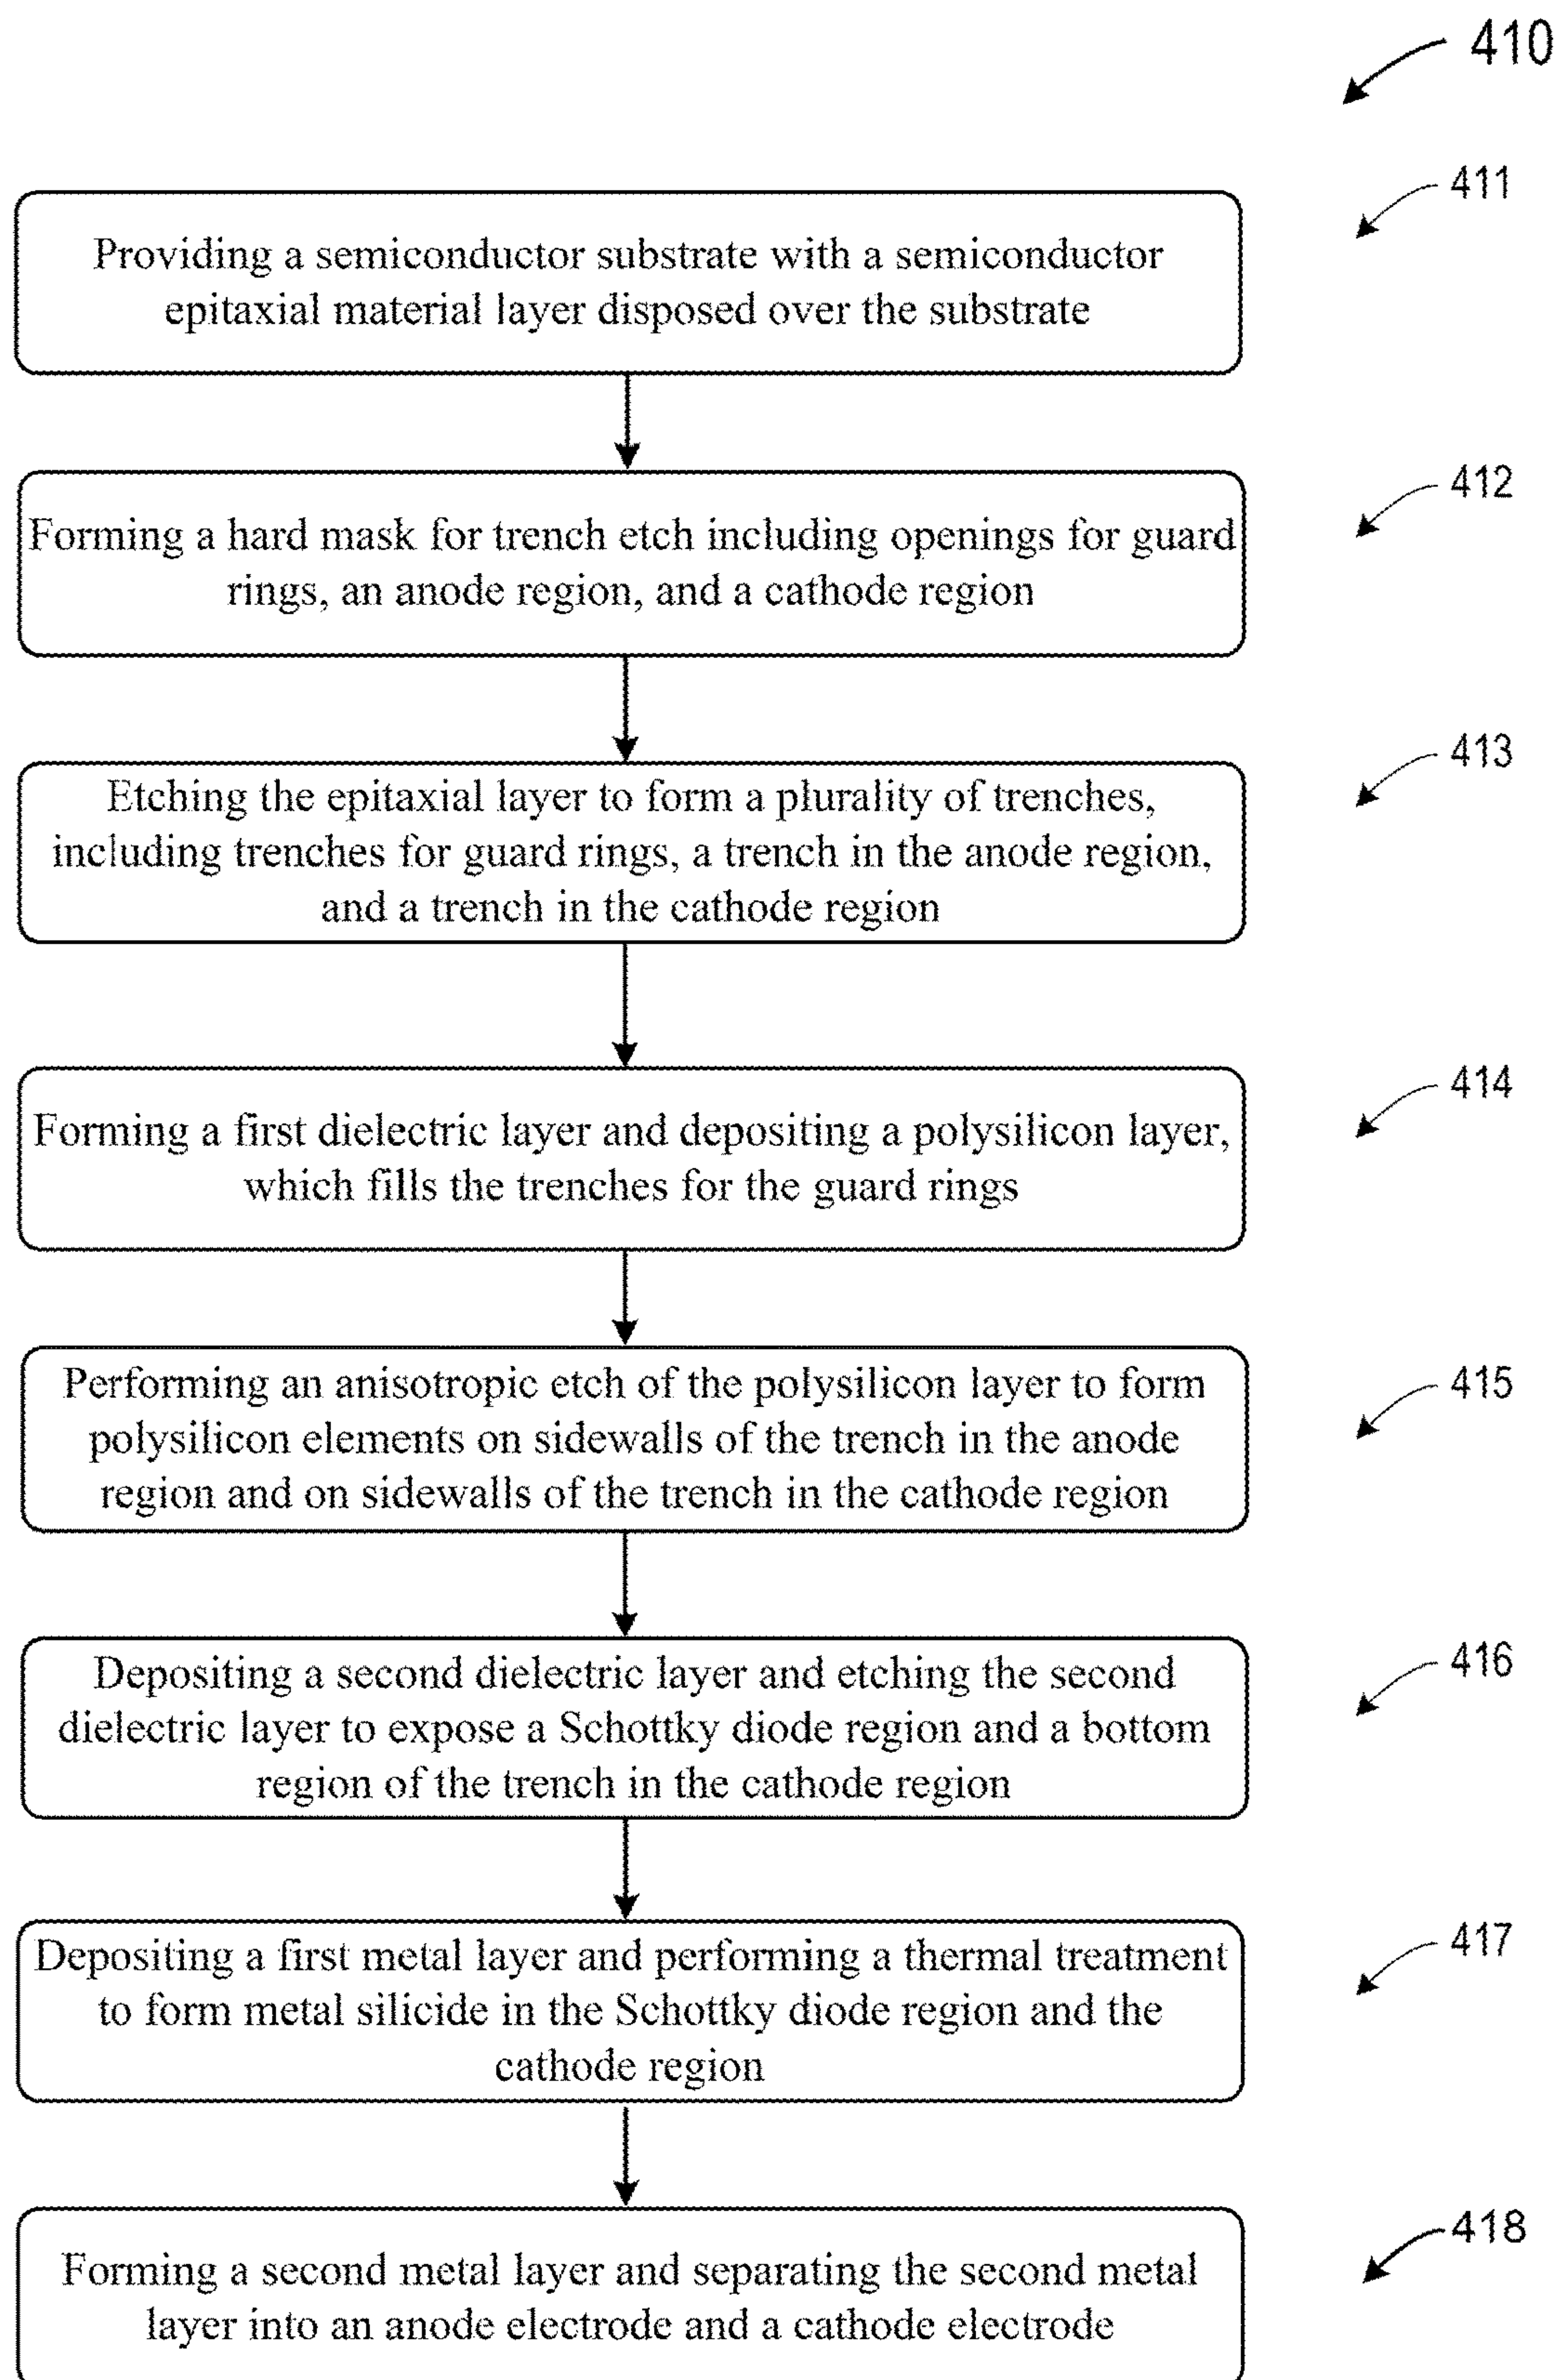 410
411
Providing a semiconductor substrate with a semiconductor
epitaxial material layer disposed over the substrate
412
Forming a hard mask for trench etch including openings for guard
rings, an anode region, and a cathode region
413
Etching the epitaxial layer to form a plurality of trenches,
including trenches for guard rings, a trench in the anode region,
and a trench in the cathode region
414
Forming a first dielectric layer and depositing a polysilicon layer,
which fills the trenches for the guard rings
415
Performing an anisotropic etch of the polysilicon layer to form
polysilicon elements on sidewalls of the trench in the anode
region and on sidewalls of the trench in the cathode region
416
Depositing a second dielectric layer and etching the second
dielectric layer to expose a Schottky diode region and a bottom
region of the trench in the cathode region
417
Depositing a first metal layer and performing a thermal treatment
to form metal silicide in the Schottky diode region and the
cathode region
418
Forming a second metal layer and separating the second metal
layer into an anode electrode and a cathode electrode